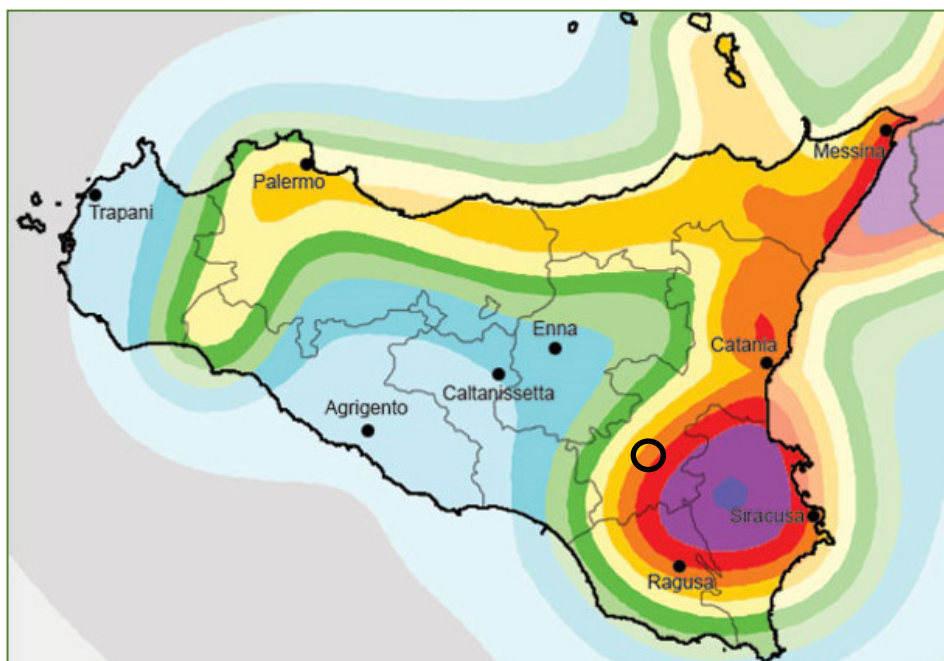 Messina
Palermo
Trapani
Enna
Catania
Caltanissetta
Agrigento
Siracusa
Ragusa